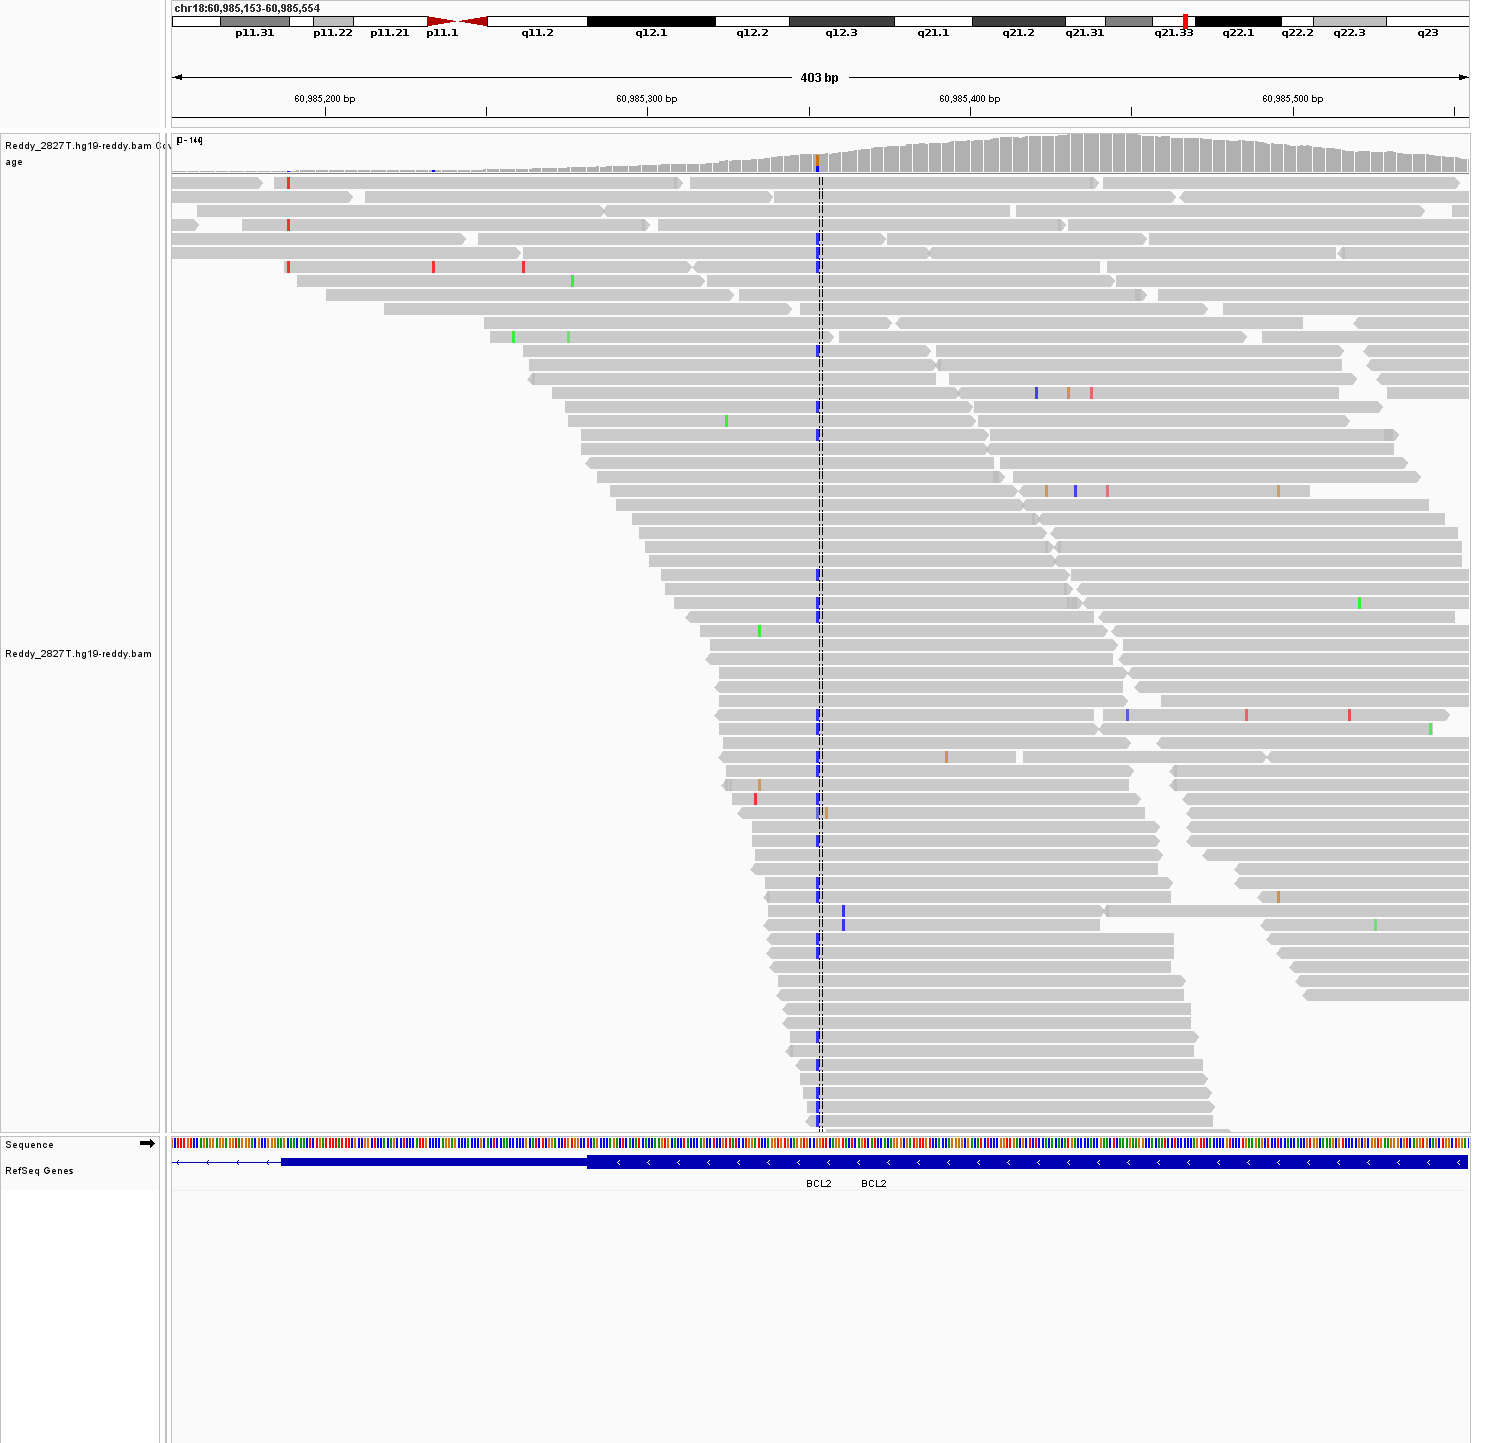 chr18:60,985,153-60,985,554
p11.31 p11.22 p11.21 p11.1 q11.2 q12.1 q12.2 q12.3 q21.1 q21.2 q21.31 q21.33 q22.1 q22.2 q22.3 q23
403 bp
60,985,200 bp 60,985,300 bp 60,985,400 bp 60,985,500 bp
Reddy_2827T.hg19-reddy.bam Cov
age
[0 - 144]
Reddy_2827T.hg19-reddy.bam
Sequence
RefSeq Genes
BCL2 BCL2